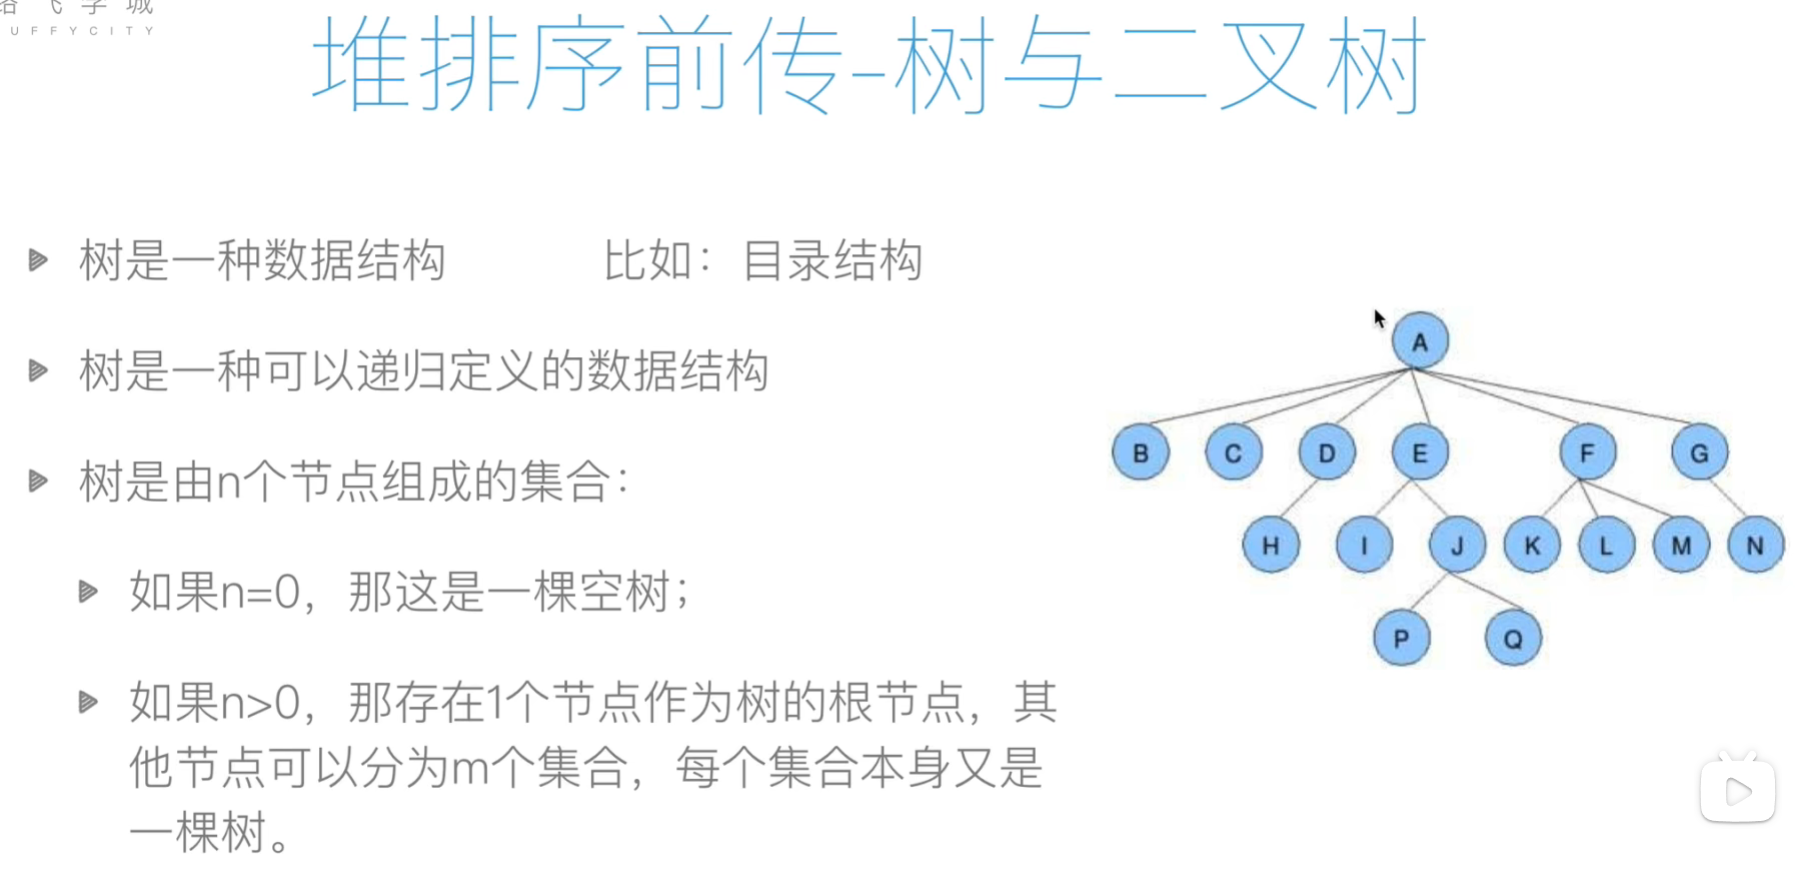 飞学城
UFFYCITY
堆排序前传-树与二叉树
树是一种数据结构 比如：目录结构
树是一种可以递归定义的数据结构
树是由n个节点组成的集合：
如果n=0，那这是一棵空树；
如果n>0，那存在1个节点作为树的根节点，其
他节点可以分为m个集合，每个集合本身又是
一棵树。
A
B C D E F G
H I J K L M N
P Q